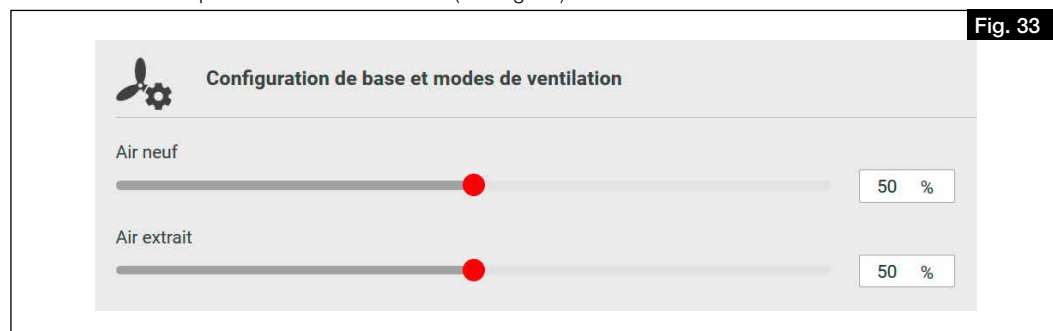 Fig. 33
Configuration de base et modes de ventilation
Air neuf
50 %
Air extrait
50 %